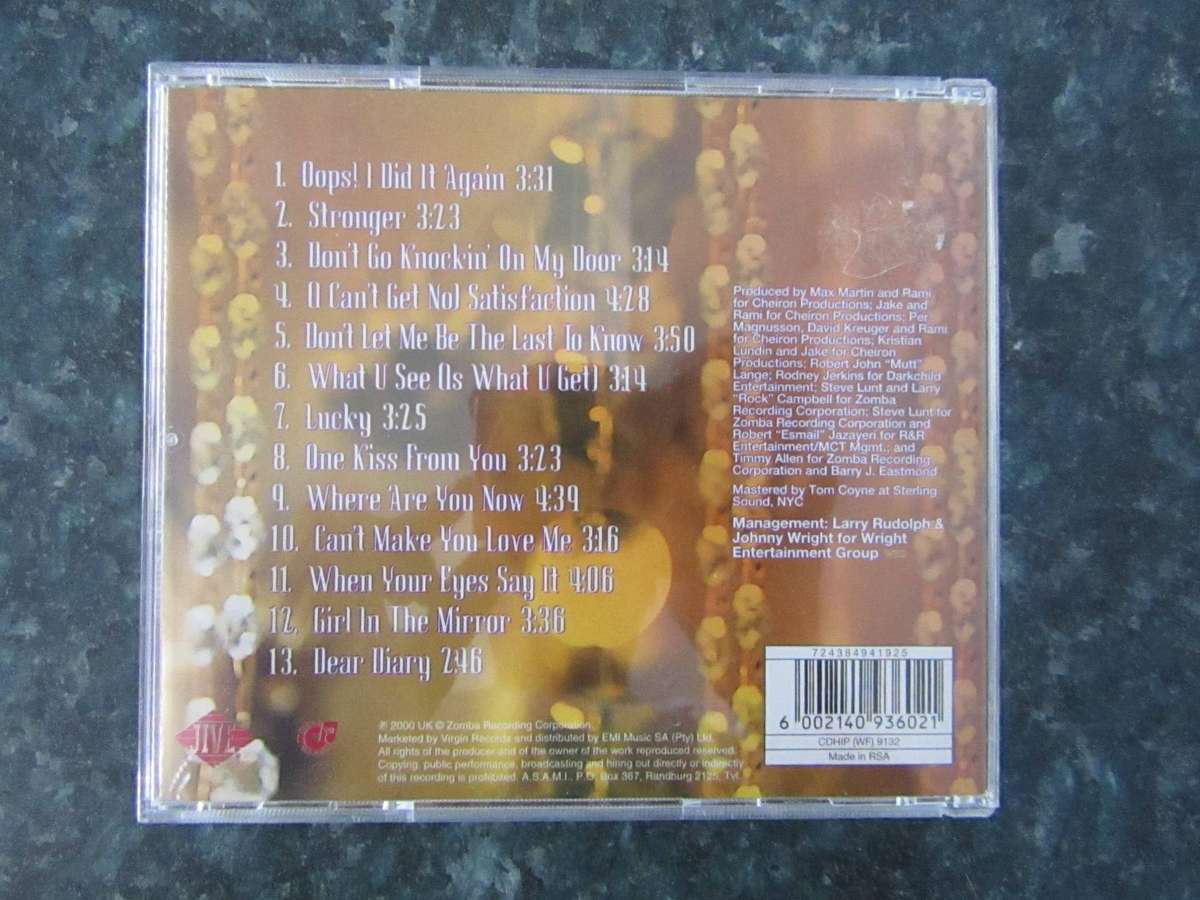 1. Oops! I Did It Again 3:31
2. Stronger 3:23
3. Don't Go Knockin' On My Door 3:14
4. (I Can't Get No) Satisfaction 4:28
5. Don't Let Me Be The Last To Know 3:50
6. What U See (Is What U Get) 3:14
7. Lucky 3:25
8. One Kiss From You 3:23
9. Where Are You Now 4:39
10. Can't Make You Love Me 3:16
11. When Your Eyes Say It 4:06
12. Girl In The Mirror 3:36
13. Dear Diary 2:46
Produced by Max Martin and Rami
for Cheiron Productions; Jake and
Rami for Cheiron Productions; Per
Magnusson, David Kreuger and Rami
for Cheiron Productions; Kristian
Lundin and Jake for Cheiron
Productions; Robert John "Mutt"
Lange; Rodney Jerkins for Darkchild
Entertainment; Steve Lunt and Larry
"Rock" Campbell for Zomba
Recording Corporation; Steve Lunt for
Zomba Recording Corporation and
Robert "Esmail" Jazayeri for R&R
Entertainment/MCT Mgmt.; and
Timmy Allen for Zomba Recording
Corporation and Barry J. Eastmond
Mastered by Tom Coyne at Sterling
Sound, NYC
Management: Larry Rudolph &
Johnny Wright for Wright
Entertainment Group
JIVE
℗ 2000 UK © Zomba Recording Corporation.
Marketed by Virgin Records and distributed by EMI Music SA (Pty) Ltd.
All rights of the producer and of the owner of the work reproduced reserved.
Copying, public performance, broadcasting and hiring out directly or indirectly
of this recording is prohibited. A.S.A.M.I., P.O. Box 367, Randburg 2125, Tvl.
724384941925
6 002140 936021
CDHIP (WF) 9132
Made in RSA